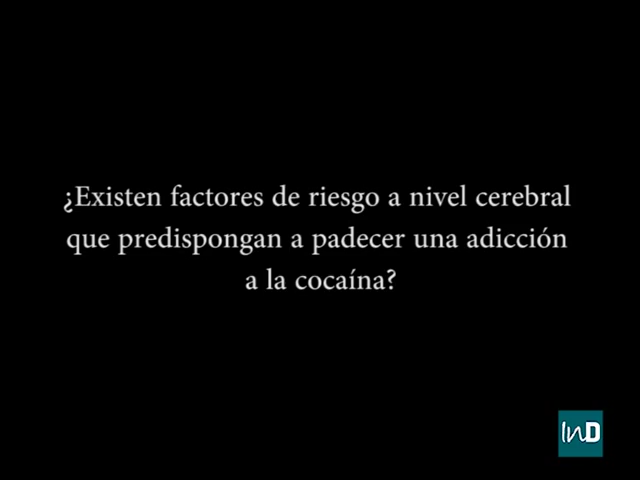 ¿Existen factores de riesgo a nivel cerebral
que predispongan a padecer una adicción
a la cocaína?
InD